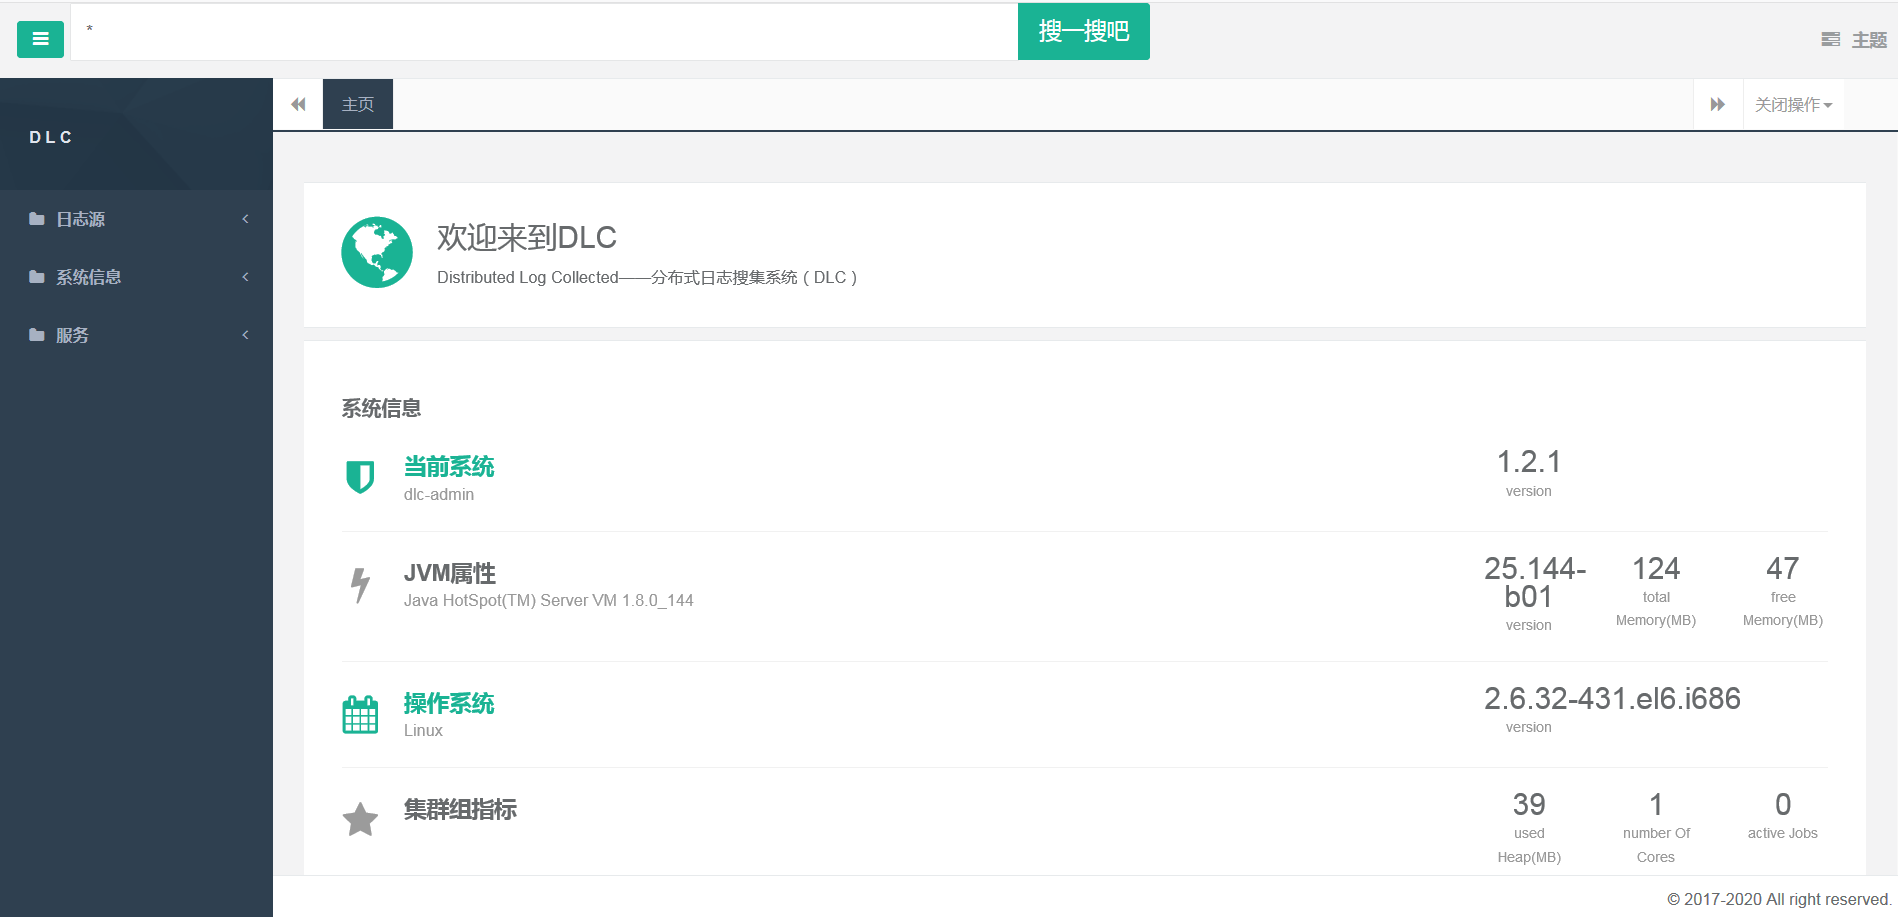 *
搜一搜吧
主题
DLC
主页
关闭操作
日志源
系统信息
服务
欢迎来到DLC
Distributed Log Collected——分布式日志搜集系统（DLC）
系统信息
当前系统
dlc-admin
1.2.1
version
JVM属性
Java HotSpot(TM) Server VM 1.8.0_144
25.144-
b01
version
124
total
Memory(MB)
47
free
Memory(MB)
操作系统
Linux
2.6.32-431.el6.i686
version
集群组指标
39
used
Heap(MB)
1
number Of
Cores
0
active Jobs
© 2017-2020 All right reserved.